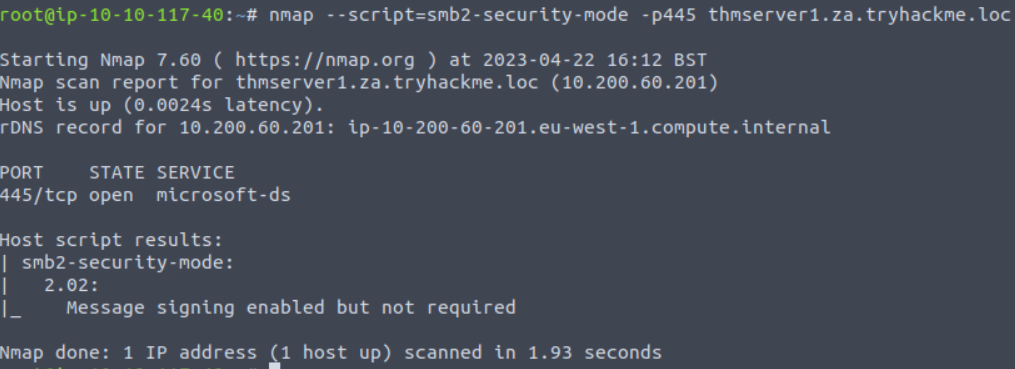 root@ip-10-10-117-40:~# nmap --script=smb2-security-mode -p445 thmserver1.za.tryhackme.loc
Starting Nmap 7.60 ( https://nmap.org ) at 2023-04-22 16:12 BST
Nmap scan report for thmserver1.za.tryhackme.loc (10.200.60.201)
Host is up (0.0024s latency).
rDNS record for 10.200.60.201: ip-10-200-60-201.eu-west-1.compute.internal
PORT    STATE SERVICE
445/tcp open  microsoft-ds
Host script results:
| smb2-security-mode:
|   2.02:
|_    Message signing enabled but not required
Nmap done: 1 IP address (1 host up) scanned in 1.93 seconds